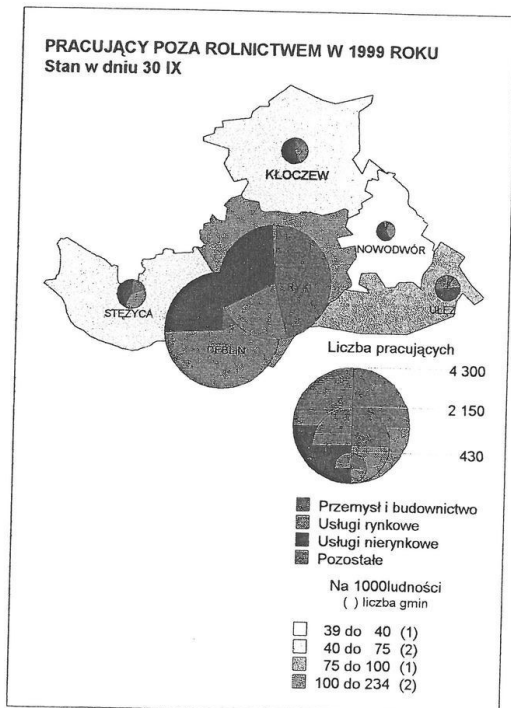 PRACUJĄCY POZA ROLNICTWEM W 1999 ROKU
Stan w dniu 30 IX
KŁOCZEW
NOWODWÓR
RYKI
UŁĘŻ
STĘŻYCA
DĘBLIN
Liczba pracujących
4 300
2 150
430
Przemysł i budownictwo
Usługi rynkowe
Usługi nierynkowe
Pozostałe
Na 1000ludności
( ) liczba gmin
39 do 40 (1)
40 do 75 (2)
75 do 100 (1)
100 do 234 (2)